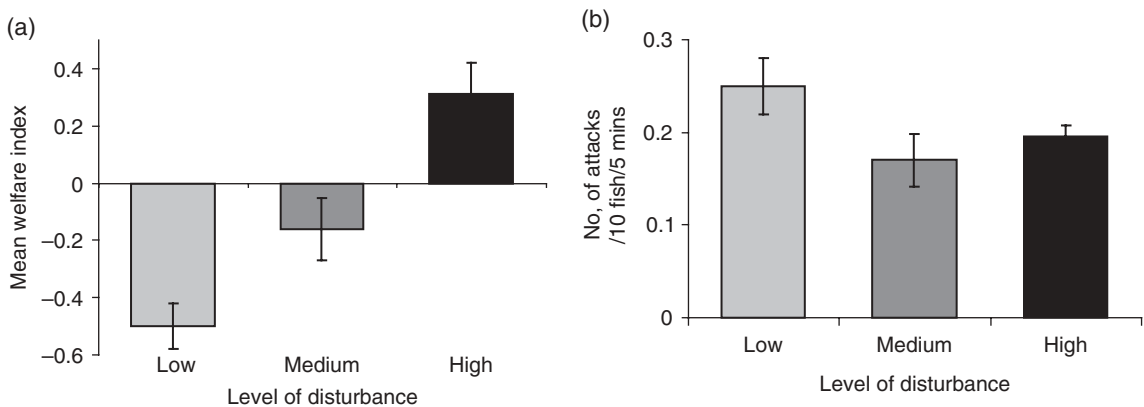 (a)
Mean welfare index
0.4
0.2
0
–0.2
–0.4
–0.6
Low Medium High
Level of disturbance
(b)
No, of attacks
/10 fish/5 mins
0.3
0.2
0.1
0
Low Medium High
Level of disturbance